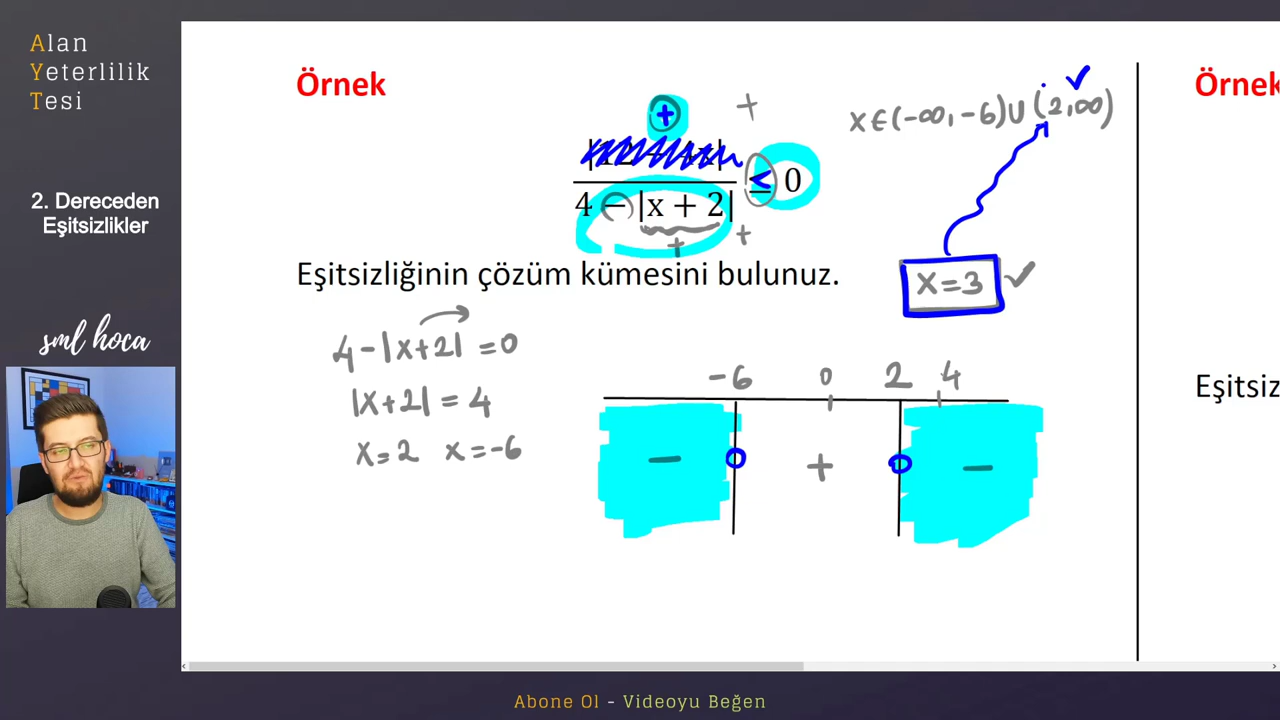 Alan
Yeterlilik
Tesi
2. Dereceden
Eşitsizlikler
sml hoca
Örnek
+
+
≤ 0
4 − |x + 2|
+
+
Eşitsizliğinin çözüm kümesini bulunuz.
x∈(-∞,-6)∪(2,∞)
x=3
4-|x+2| = 0
|x+2| = 4
x=2 x=-6
-6 0 2 4
- + -
Örnek
Eşitsiz
Abone Ol - Videoyu Beğen